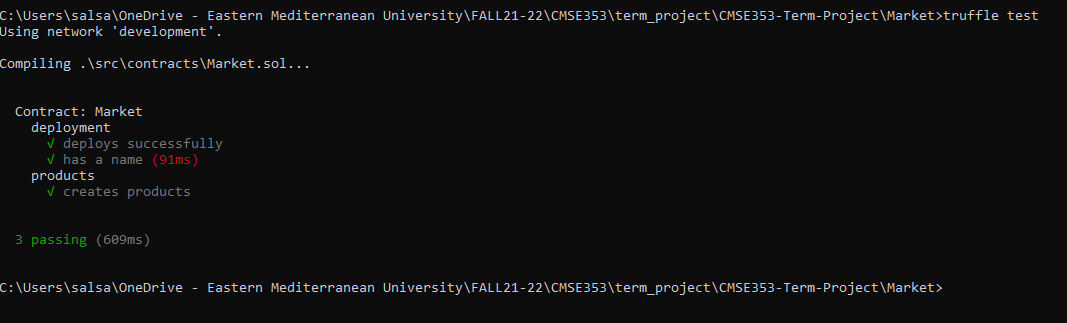 C:\Users\salsa\OneDrive - Eastern Mediterranean University\FALL21-22\CMSE353\term_project\CMSE353-Term-Project\Market>truffle test
Using network 'development'.
Compiling .\src\contracts\Market.sol...
Contract: Market
deployment
√ deploys successfully
√ has a name (91ms)
products
√ creates products
3 passing (609ms)
C:\Users\salsa\OneDrive - Eastern Mediterranean University\FALL21-22\CMSE353\term_project\CMSE353-Term-Project\Market>